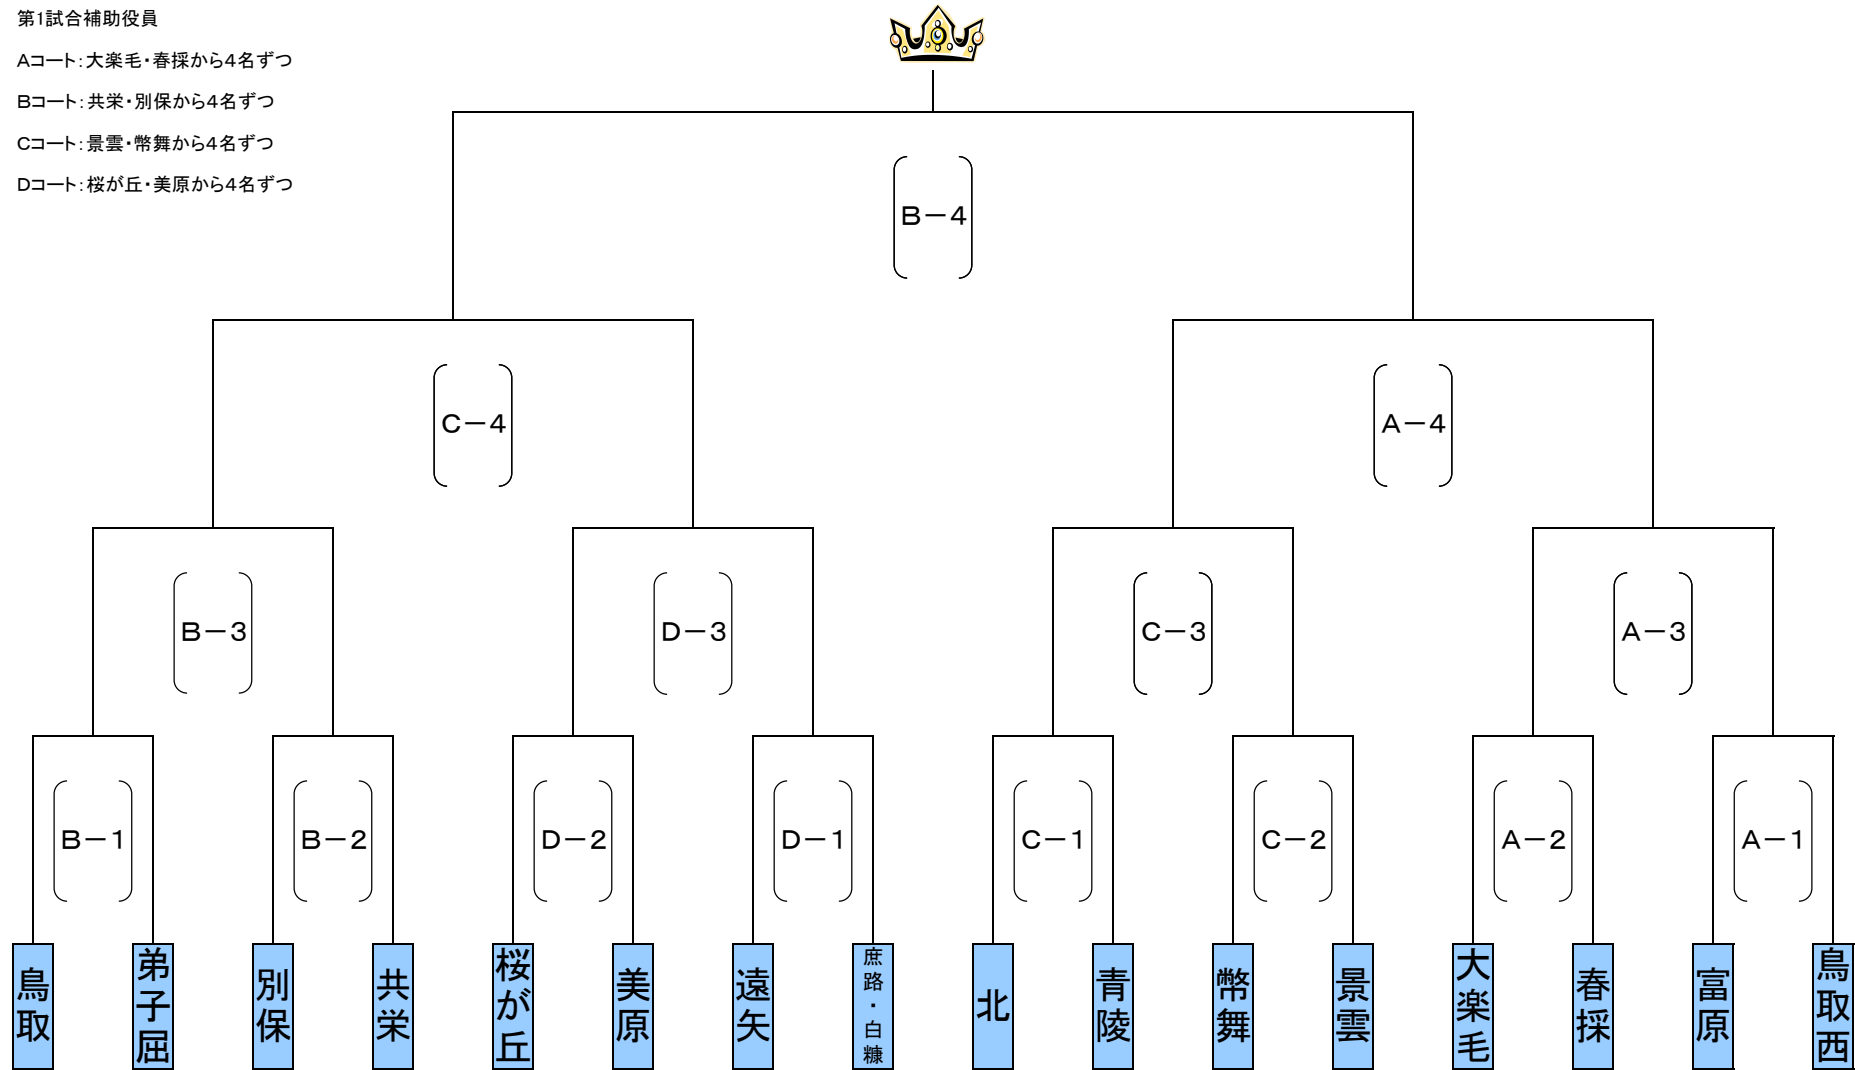 第1試合補助役員
Aコート：大楽毛・春採から４名ずつ
Bコート：共栄・別保から４名ずつ
Cコート：景雲・幣舞から４名ずつ
Dコート：桜が丘・美原から４名ずつ
B－４
C－４
A－４
B－３
D－３
C－３
A－３
B－１
B－２
D－２
D－１
C－１
C－２
A－２
A－１
鳥取
弟子屈
別保
共栄
桜が丘
美原
遠矢
庶路・白糠
北
青陵
幣舞
景雲
大楽毛
春採
富原
鳥取西